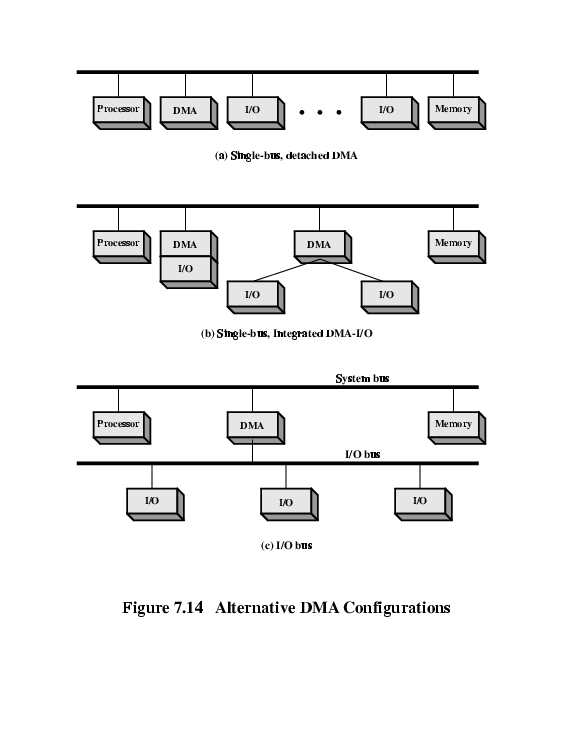 Processor DMA I/O • • • I/O Memory
(a) Single-bus, detached DMA
Processor DMA DMA Memory
I/O
I/O I/O
(b) Single-bus, Integrated DMA-I/O
System bus
Processor DMA Memory
I/O bus
I/O I/O I/O
(c) I/O bus
Figure 7.14 Alternative DMA Configurations